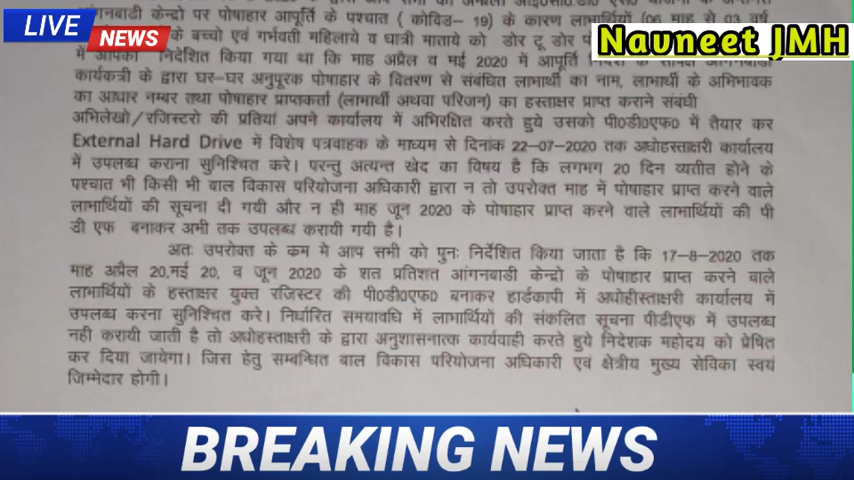 LIVE
NEWS
Navneet JMH
आंगनबाडी केन्द्रो पर पोषाहार आपूर्ति के पश्चात ( कोविड- 19) के कारण लाभार्थियों (06 माह से 03 वर्ष
के बच्चो एवं गर्भवती महिलाये व धात्री माताये को डोर टू डोर
में आपको निर्देशित किया गया था कि माह अप्रैल व मई 2020 में आपूर्ति
कार्यकत्री के द्वारा घर-घर अनुपूरक पोषाहार के वितरण से संबंधित लाभार्थी का नाम, लाभार्थी के अभिभावक
का आधार नम्बर तथा पोषाहार प्राप्तकर्ता (लाभार्थी अथवा परिजन) का हस्ताक्षर प्राप्त कराने संबंधी
अभिलेखो/रजिस्टरो की प्रतियां अपने कार्यालय में अभिरक्षित करते हुये उसको पी0डी0एफ0 में तैयार कर
External Hard Drive में विशेष पत्रवाहक के माध्यम से दिनांक 22-07-2020 तक अधोहस्ताक्षरी कार्यालय
में उपलब्ध कराना सुनिश्चित करे। परन्तु अत्यन्त खेद का विषय है कि लगभग 20 दिन व्यतीत होने के
पश्चात भी किसी भी बाल विकास परियोजना अधिकारी द्वारा न तो उपरोक्त माह में पोषाहार प्राप्त करने वाले
लाभार्थियों की सूचना दी गयी और न ही माह जून 2020 के पोषाहार प्राप्त करने वाले लाभार्थियों की पी
डी एफ बनाकर अभी तक उपलब्ध करायी गयी है।
अतः उपरोक्त के कम मे आप सभी को पुनः निर्देशित किया जाता है कि 17-8-2020 तक
माह अप्रैल 20,मई 20, व जून 2020 के शत प्रतिशत आंगनबाडी केन्द्रो के पोषाहार प्राप्त करने वाले
लाभार्थियों के हस्ताक्षर युक्त रजिस्टर की पी0डी0एफ0 बनाकर हार्डकापी में अधोहीस्ताक्षरी कार्यालय में
उपलब्ध करना सुनिश्चित करे। निर्धारित समयावधि में लाभार्थियों की संकलित सूचना पीडीएफ में उपलब्ध
नही करायी जाती है तो अधोहस्ताक्षरी के द्वारा अनुशासनात्क कार्यवाही करते हुये निदेशक महोदय को प्रेषित
कर दिया जायेगा। जिस हेतु सम्बन्धित बाल विकास परियोजना अधिकारी एवं क्षेत्रीय मुख्य सेविका स्वयं
जिम्मेदार होगी।
BREAKING NEWS